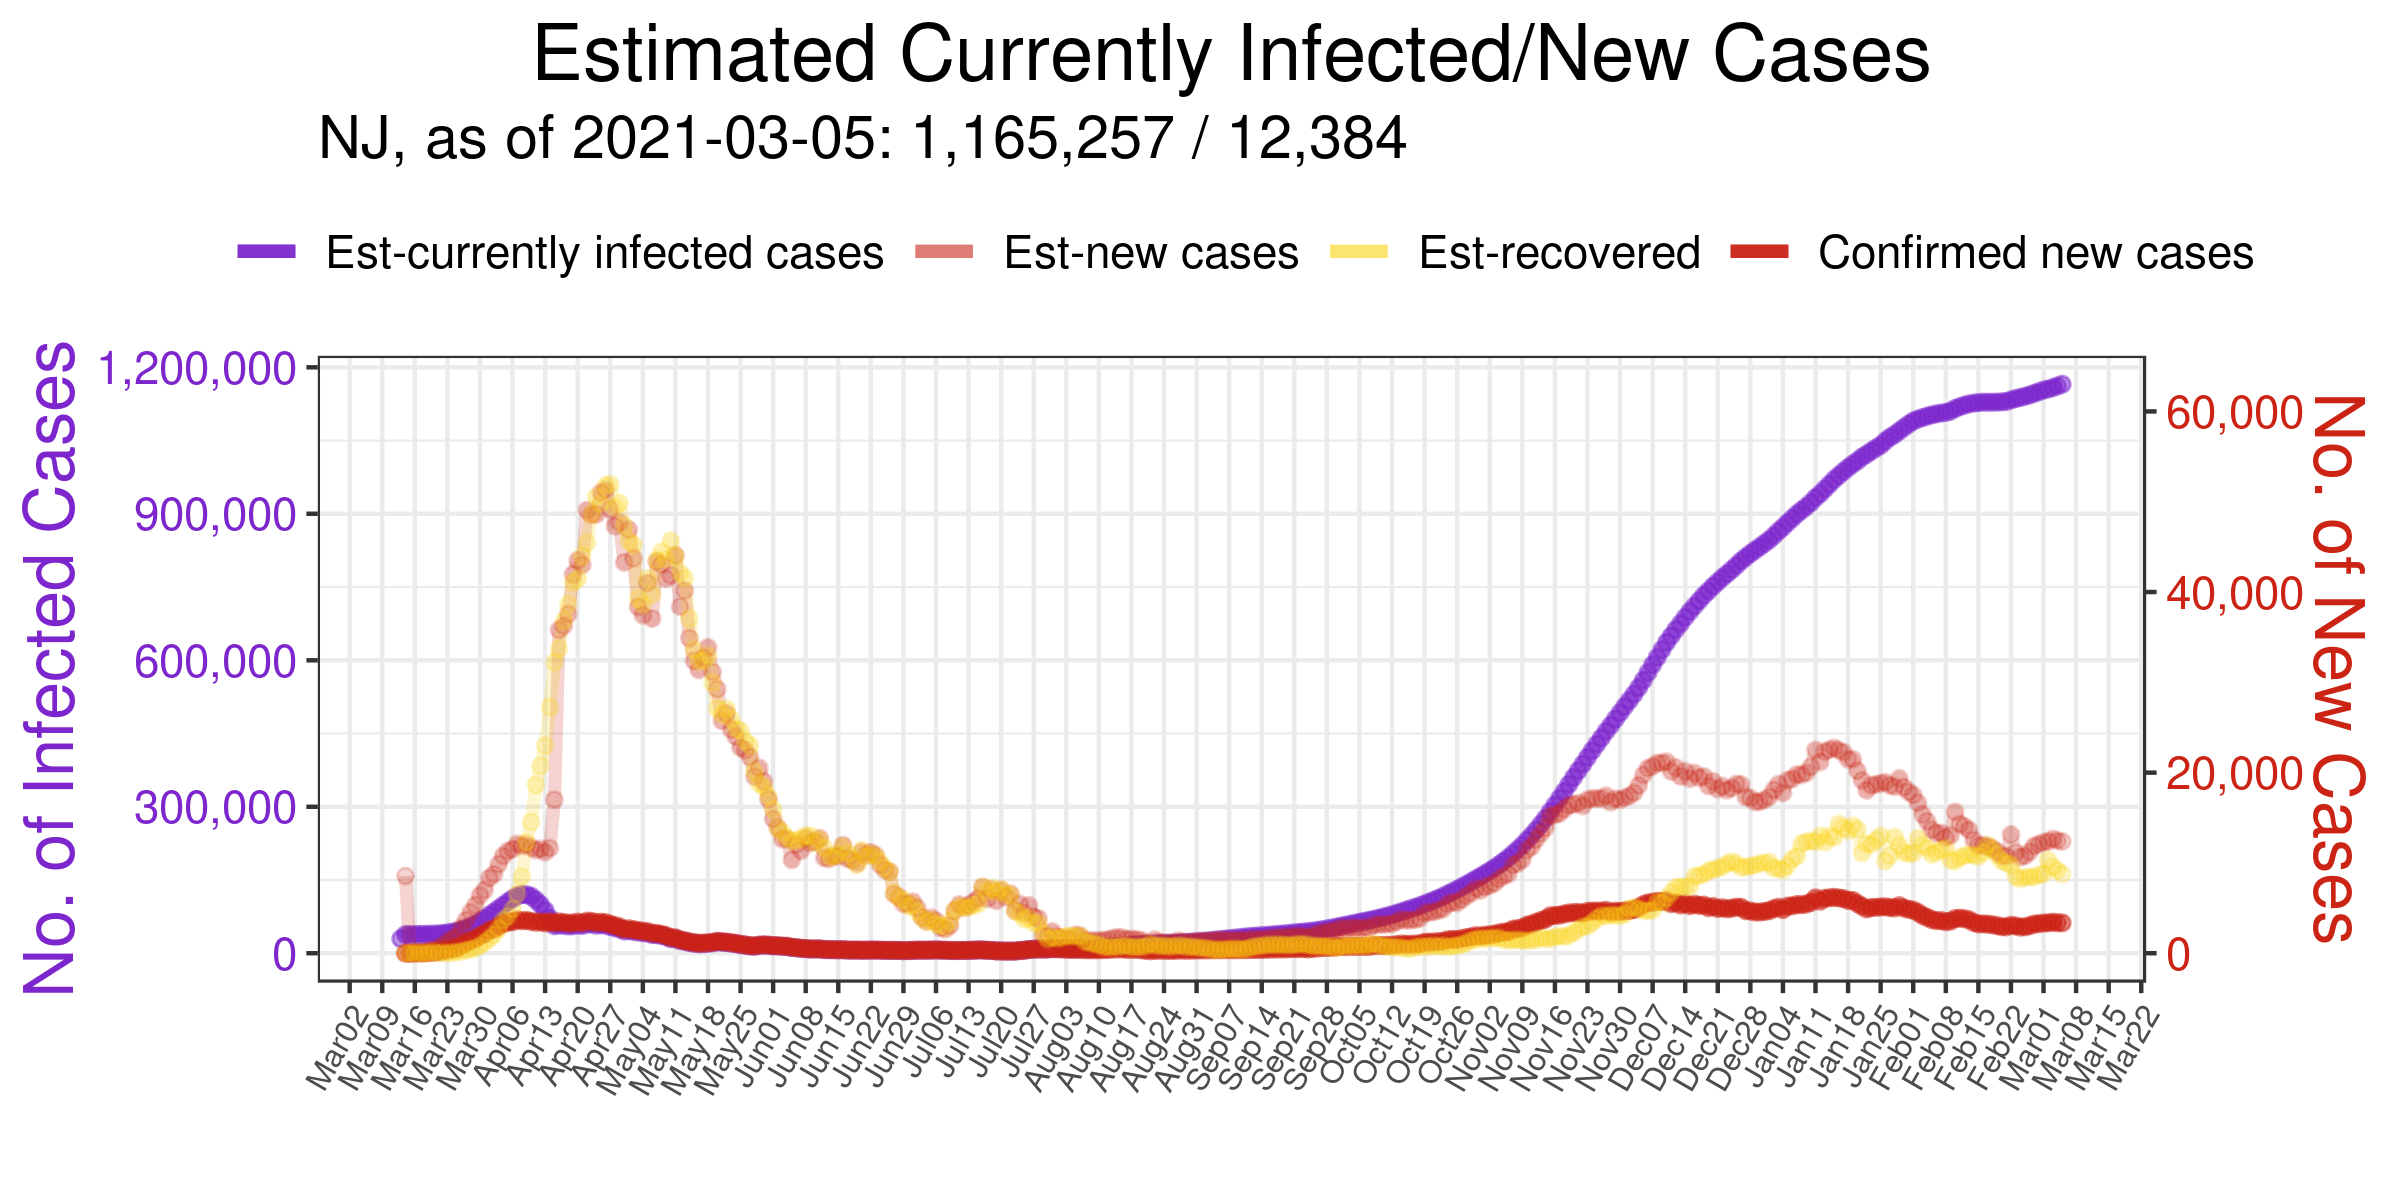 Estimated Currently Infected/New Cases
NJ, as of 2021-03-05: 1,165,257 / 12,384
Est-currently infected cases Est-new cases Est-recovered Confirmed new cases
No. of Infected Cases
1,200,000
900,000
600,000
300,000
0
60,000
40,000
20,000
0
No. of New Cases
Mar02 Mar09 Mar16 Mar23 Mar30 Apr06 Apr13 Apr20 Apr27 May04 May11 May18 May25 Jun01 Jun08 Jun15 Jun22 Jun29 Jul06 Jul13 Jul20 Jul27 Aug03 Aug10 Aug17 Aug24 Aug31 Sep07 Sep14 Sep21 Sep28 Oct05 Oct12 Oct19 Oct26 Nov02 Nov09 Nov16 Nov23 Nov30 Dec07 Dec14 Dec21 Dec28 Jan04 Jan11 Jan18 Jan25 Feb01 Feb08 Feb15 Feb22 Mar01 Mar08 Mar15 Mar22